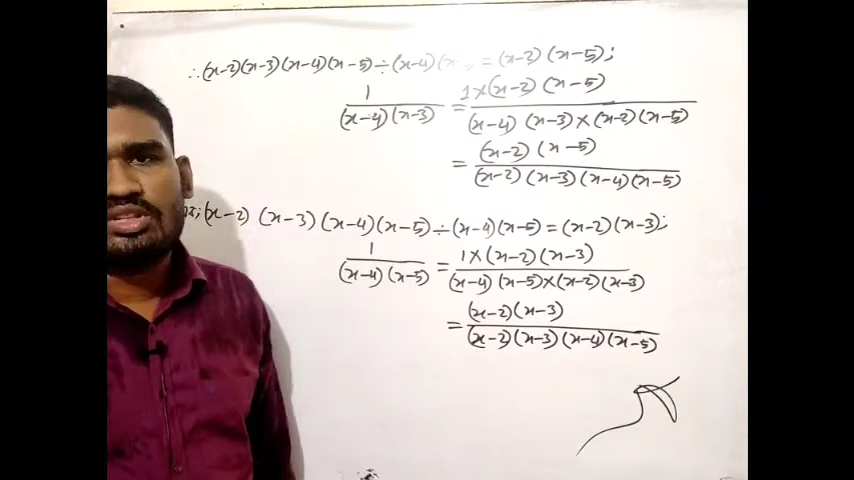 ∴ (x-2)(x-3)(x-4)(x-5)÷(x-4)(x = (x-2) (x-5);
1/(x-4)(x-3) = 1×(x-2) (x-5)/(x-4) (x-3)×(x-2)(x-5)
= (x-2) (x-5)/(x-2) (x-3)(x-4)(x-5)
(x-2) (x-3)(x-4)(x-5)÷(x-4)(x-5) = (x-2)(x-3);
1/(x-4)(x-5) = 1×(x-2)(x-3)/(x-4) (x-5)×(x-2)(x-3)
= (x-2)(x-3)/(x-2)(x-3)(x-4)(x-5)